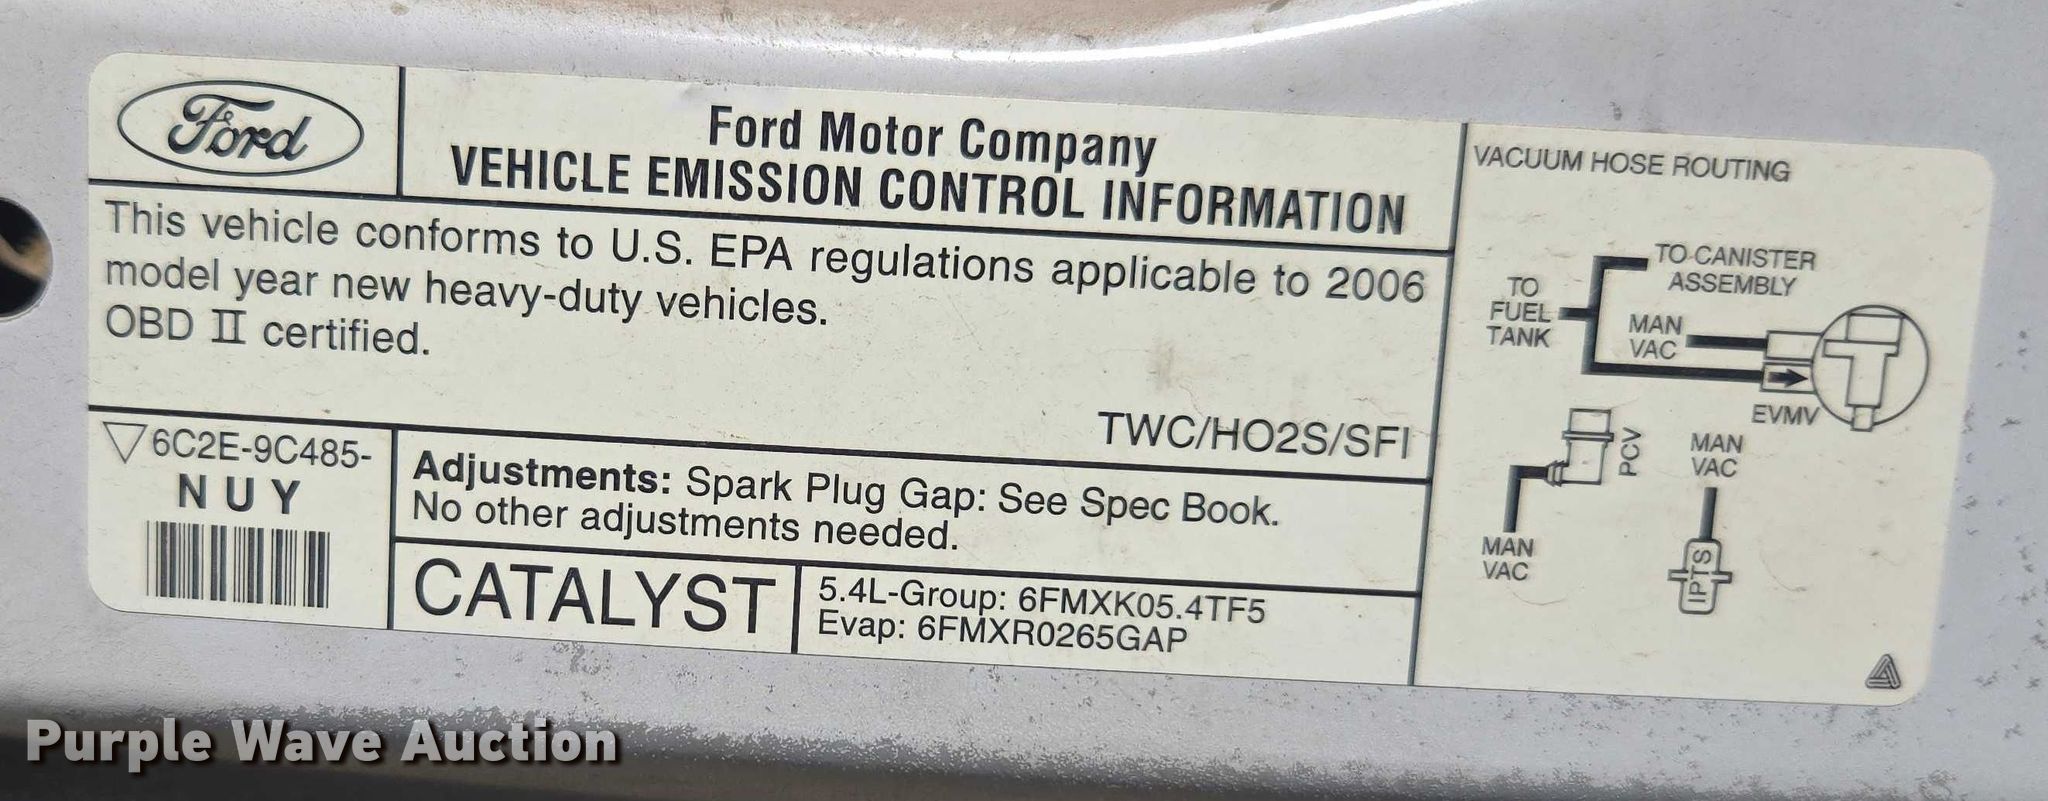 Ford
Ford Motor Company
VEHICLE EMISSION CONTROL INFORMATION
This vehicle conforms to U.S. EPA regulations applicable to 2006
model year new heavy-duty vehicles.
OBD II certified.
TWC/HO2S/SFI
6C2E-9C485-
NUY
Adjustments: Spark Plug Gap: See Spec Book.
No other adjustments needed.
CATALYST
5.4L-Group: 6FMXK05.4TF5
Evap: 6FMXR0265GAP
VACUUM HOSE ROUTING
TO CANISTER
ASSEMBLY
TO
FUEL
TANK
MAN
VAC
EVMV
PCV
MAN
VAC
MAN
VAC
IPTS
Purple Wave Auction